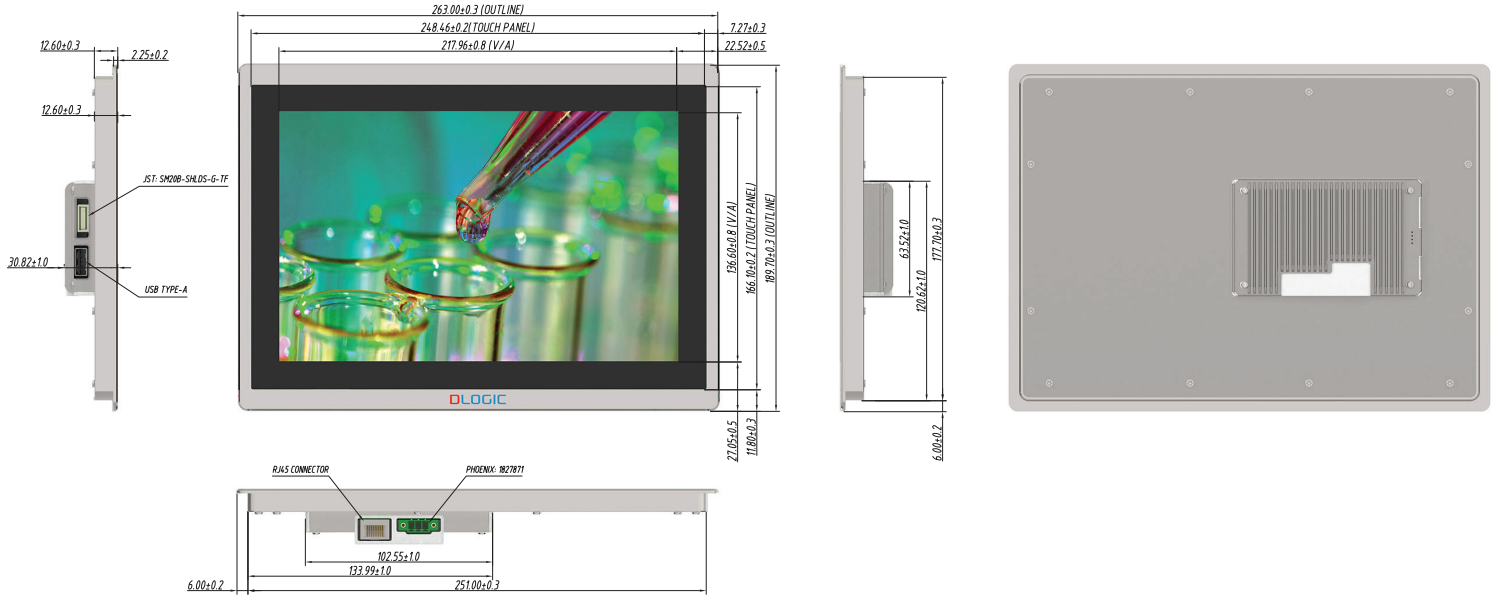 263.00±0.3 (OUTLINE)
248.46±0.2(TOUCH PANEL)
7.27±0.3
217.96±0.8 (V/A)
22.52±0.5
12.60±0.3
2.25±0.2
12.60±0.3
JST: SM20B-SHLDS-G-TF
30.82±1.0
USB TYPE-A
136.60±0.8 (V/A)
166.10±0.2 (TOUCH PANEL)
189.70±0.3 (OUTLINE)
27.05±0.5
11.80±0.3
DLOGIC
63.52±1.0
120.62±1.0
177.70±0.3
6.00±0.2
RJ45 CONNECTOR
PHOENIX: 1827871
102.55±1.0
133.99±1.0
6.00±0.2
251.00±0.3